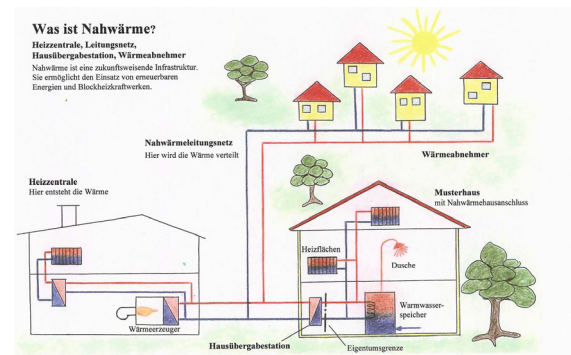 Was ist Nahwärme?
Heizzentrale, Leitungsnetz,
Hausübergabestation, Wärmeabnehmer
Nahwärme ist eine zukunftsweisende Infrastruktur.
Sie ermöglicht den Einsatz von erneuerbaren
Energien und Blockheizkraftwerken.
Nahwärmeleitungsnetz
Hier wird die Wärme verteilt
Wärmeabnehmer
Heizzentrale
Hier entsteht die Wärme
Musterhaus
mit Nahwärmehausanschluss
Heizflächen
Dusche
Warmwasser-
speicher
Wärmeerzeuger
Hausübergabestation
Eigentumsgrenze